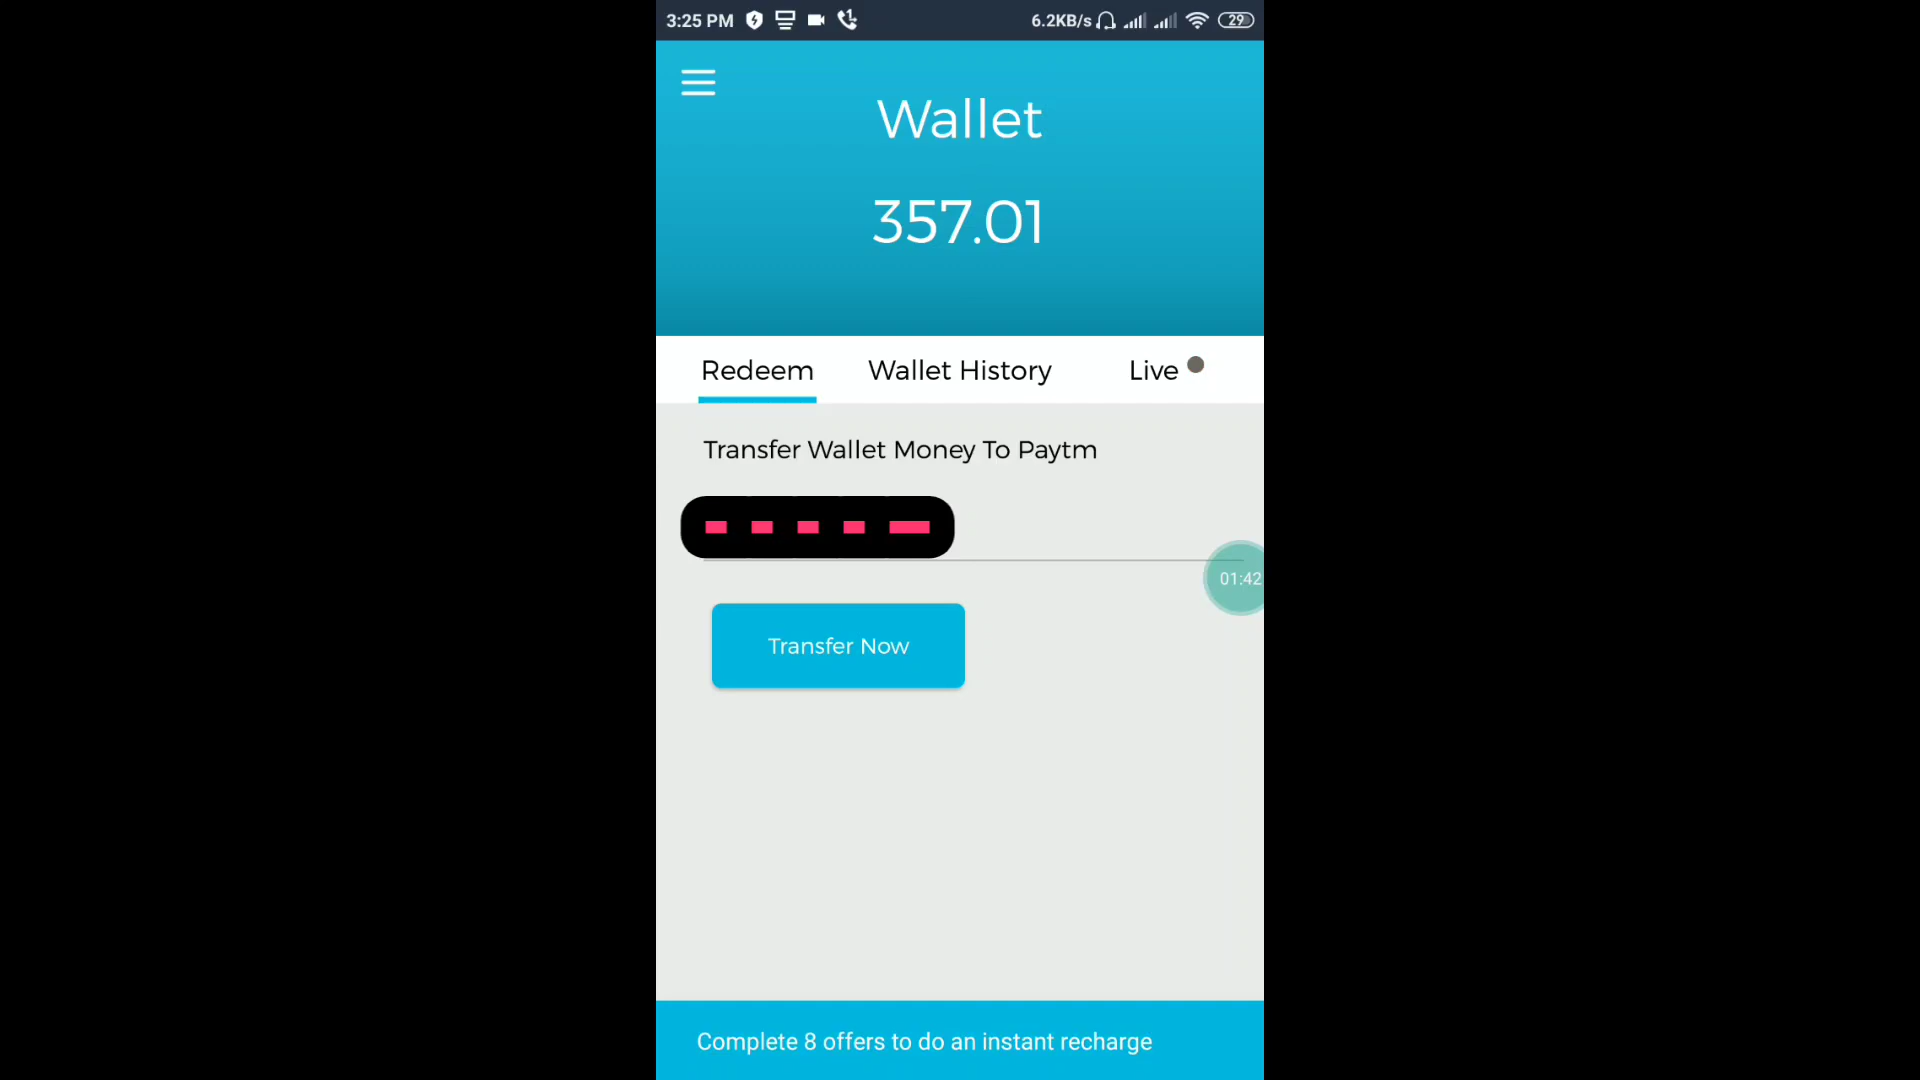 3:25 PM 6.2KB/s 29
Wallet
357.01
Redeem Wallet History Live
Transfer Wallet Money To Paytm
01:42
Transfer Now
Complete 8 offers to do an instant recharge